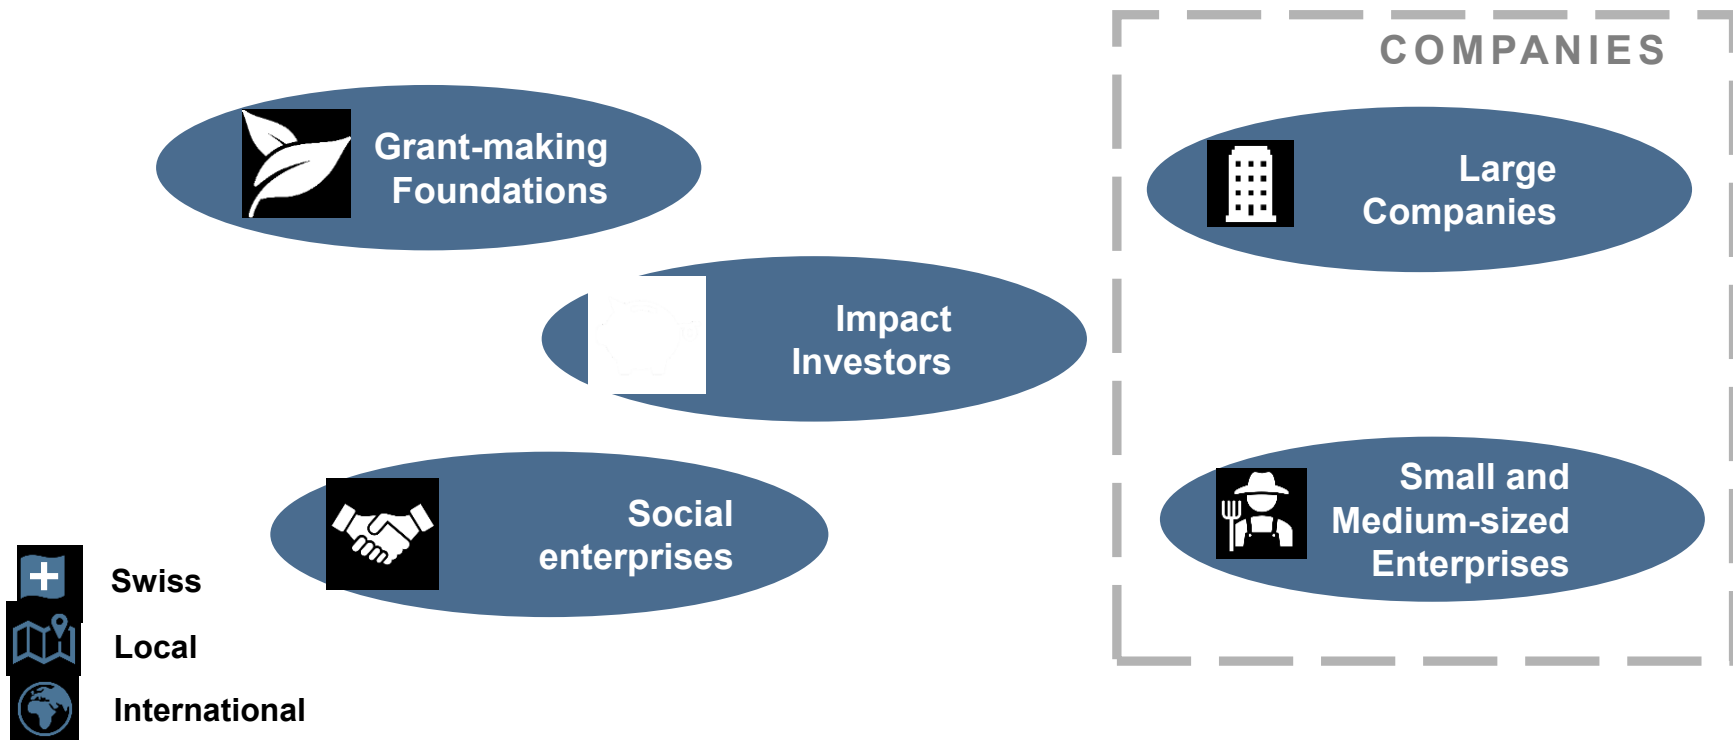 COMPANIES
Grant-making
Foundations
Large
Companies
Impact
Investors
Social
enterprises
Small and
Medium-sized
Enterprises
Swiss
Local
International